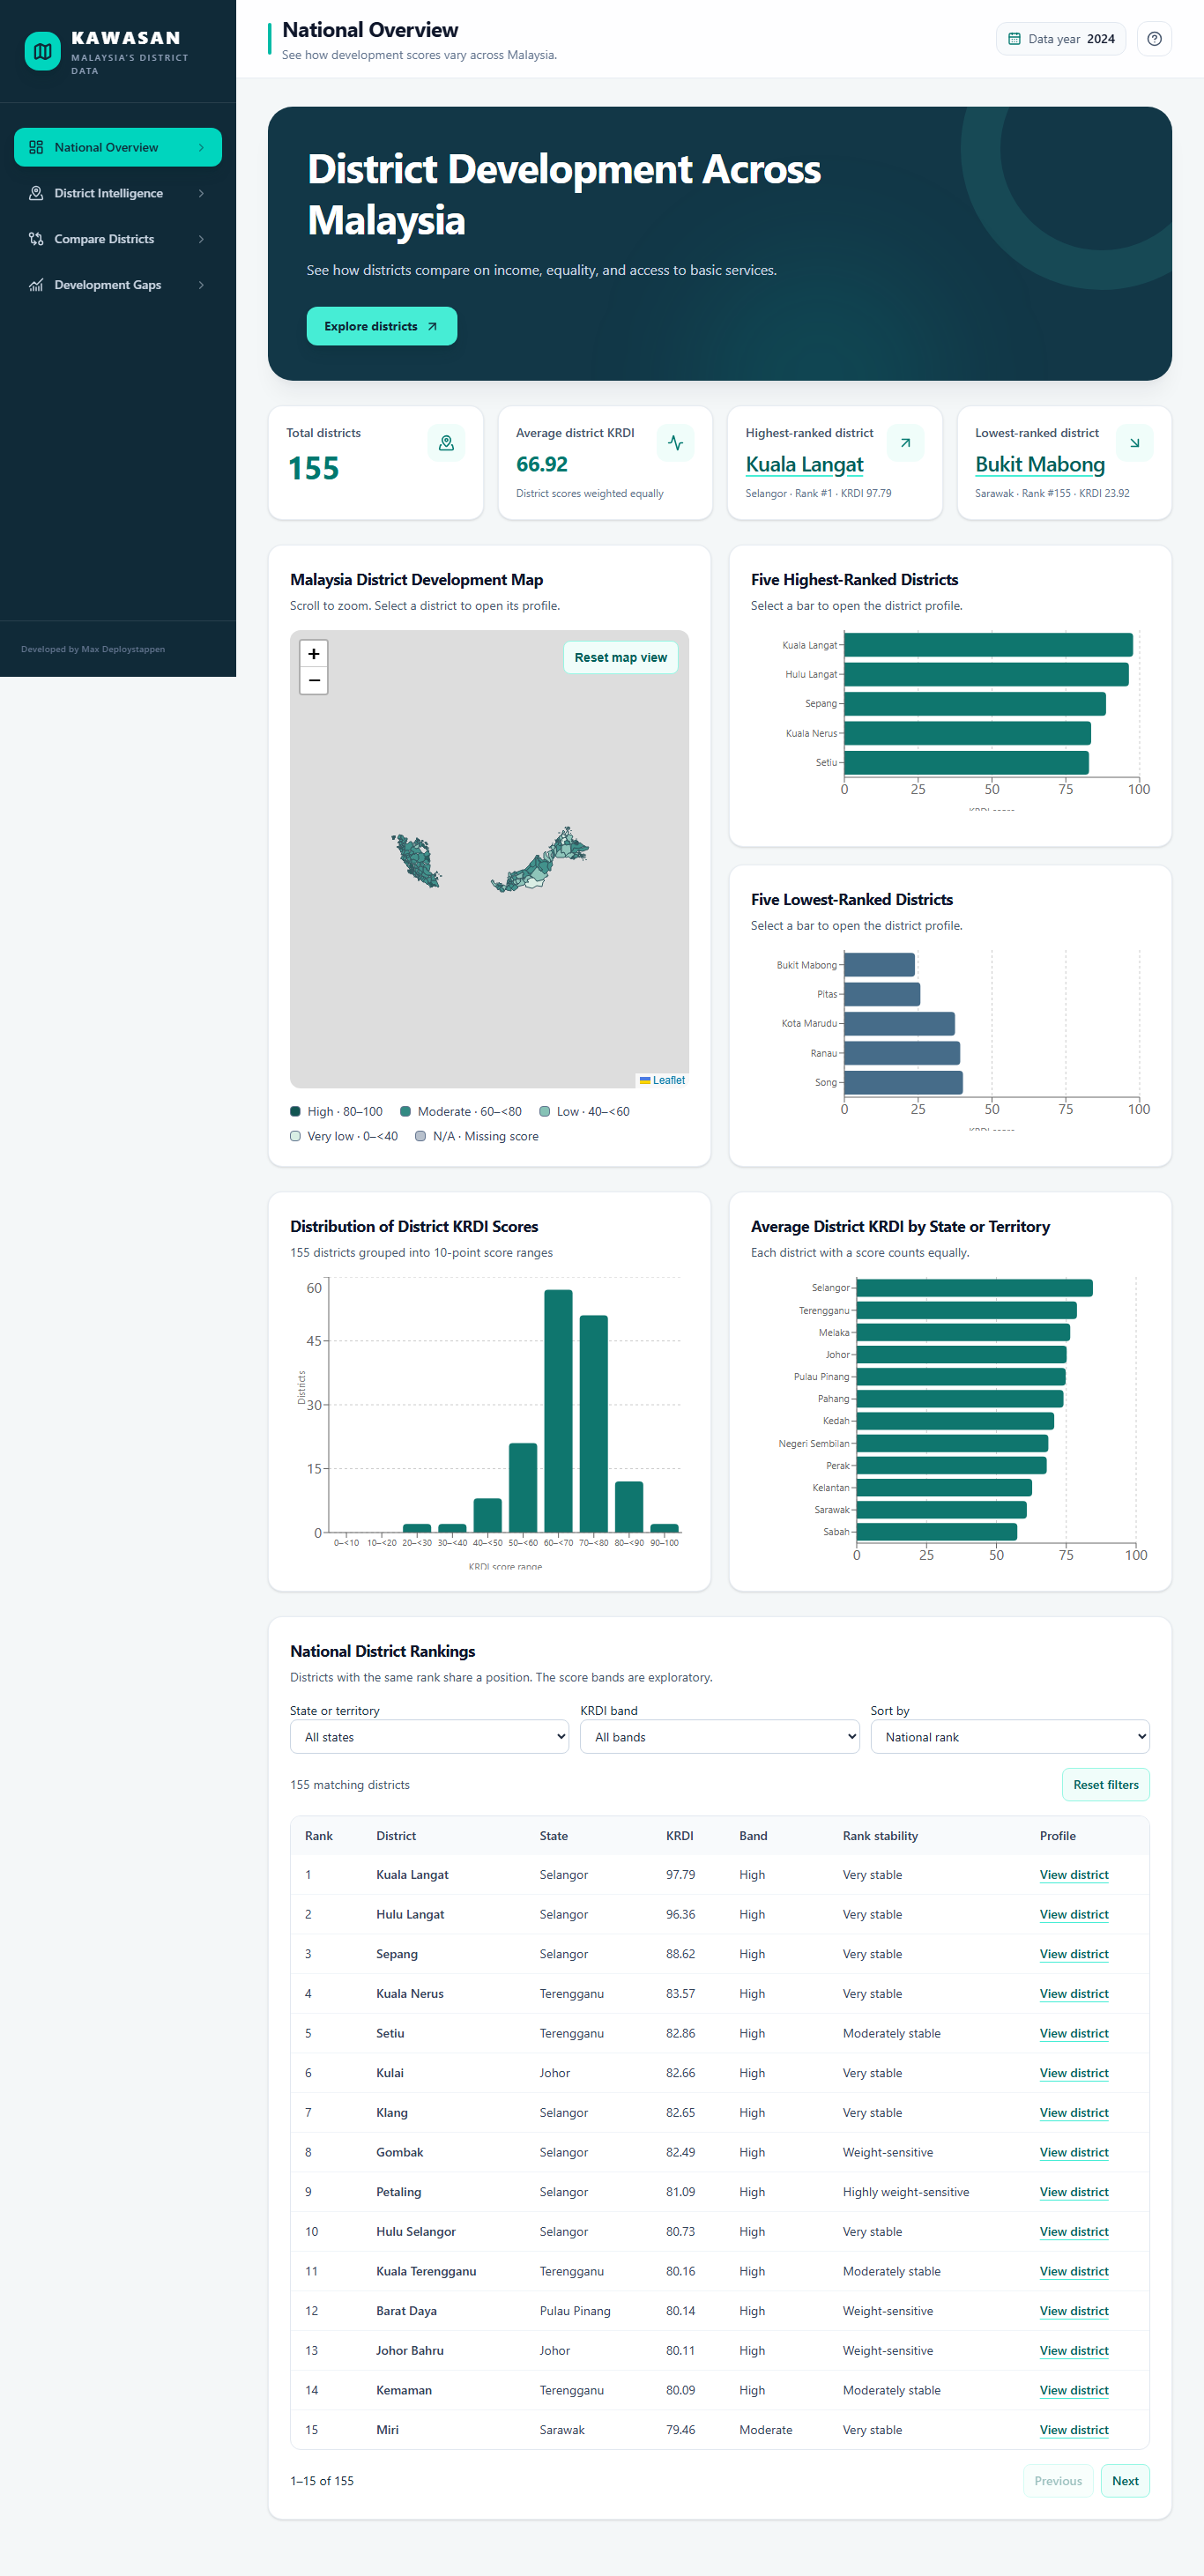 KAWASAN
MALAYSIA'S DISTRICT
DATA
National Overview
District Intelligence
Compare Districts
Development Gaps
Developed by Max Deploystappen
National Overview
See how development scores vary across Malaysia.
Data year 2024
District Development Across
Malaysia
See how districts compare on income, equality, and access to basic services.
Explore districts
Total districts
155
Average district KRDI
66.92
District scores weighted equally
Highest-ranked district
Kuala Langat
Selangor · Rank #1 · KRDI 97.79
Lowest-ranked district
Bukit Mabong
Sarawak · Rank #155 · KRDI 23.92
Malaysia District Development Map
Scroll to zoom. Select a district to open its profile.
+
−
Reset map view
Leaflet
High · 80–100
Moderate · 60–<80
Low · 40–<60
Very low · 0–<40
N/A · Missing score
Five Highest-Ranked Districts
Select a bar to open the district profile.
Kuala Langat
Hulu Langat
Sepang
Kuala Nerus
Setiu
0 25 50 75 100
Five Lowest-Ranked Districts
Select a bar to open the district profile.
Bukit Mabong
Pitas
Kota Marudu
Ranau
Song
0 25 50 75 100
Distribution of District KRDI Scores
155 districts grouped into 10-point score ranges
60
45
30
15
0
Districts
0–<10 10–<20 20–<30 30–<40 40–<50 50–<60 60–<70 70–<80 80–<90 90–100
KRDI score range
Average District KRDI by State or Territory
Each district with a score counts equally.
Selangor
Terengganu
Melaka
Johor
Pulau Pinang
Pahang
Kedah
Negeri Sembilan
Perak
Kelantan
Sarawak
Sabah
0 25 50 75 100
National District Rankings
Districts with the same rank share a position. The score bands are exploratory.
State or territory KRDI band Sort by
All states All bands National rank
155 matching districts
Reset filters
Rank District State KRDI Band Rank stability Profile
1 Kuala Langat Selangor 97.79 High Very stable View district
2 Hulu Langat Selangor 96.36 High Very stable View district
3 Sepang Selangor 88.62 High Very stable View district
4 Kuala Nerus Terengganu 83.57 High Very stable View district
5 Setiu Terengganu 82.86 High Moderately stable View district
6 Kulai Johor 82.66 High Very stable View district
7 Klang Selangor 82.65 High Very stable View district
8 Gombak Selangor 82.49 High Weight-sensitive View district
9 Petaling Selangor 81.09 High Highly weight-sensitive View district
10 Hulu Selangor Selangor 80.73 High Very stable View district
11 Kuala Terengganu Terengganu 80.16 High Moderately stable View district
12 Barat Daya Pulau Pinang 80.14 High Weight-sensitive View district
13 Johor Bahru Johor 80.11 High Weight-sensitive View district
14 Kemaman Terengganu 80.09 High Moderately stable View district
15 Miri Sarawak 79.46 Moderate Very stable View district
1–15 of 155
Previous
Next